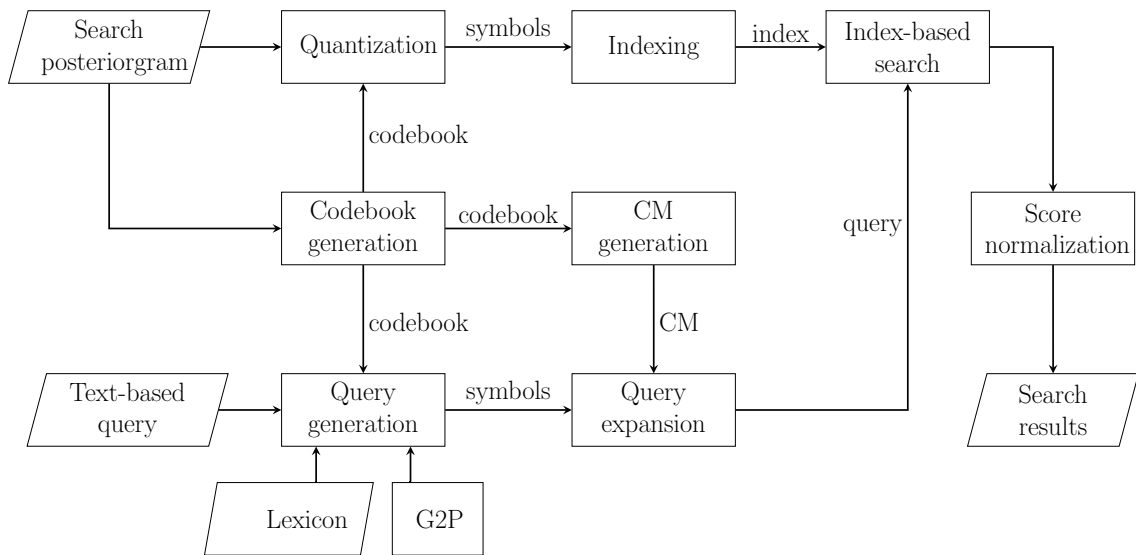 Search
posteriorgram
Quantization
symbols
Indexing
index
Index-based
search
codebook
Codebook
generation
codebook
CM
generation
query
Score
normalization
codebook
CM
Text-based
query
Query
generation
symbols
Query
expansion
Search
results
Lexicon
G2P